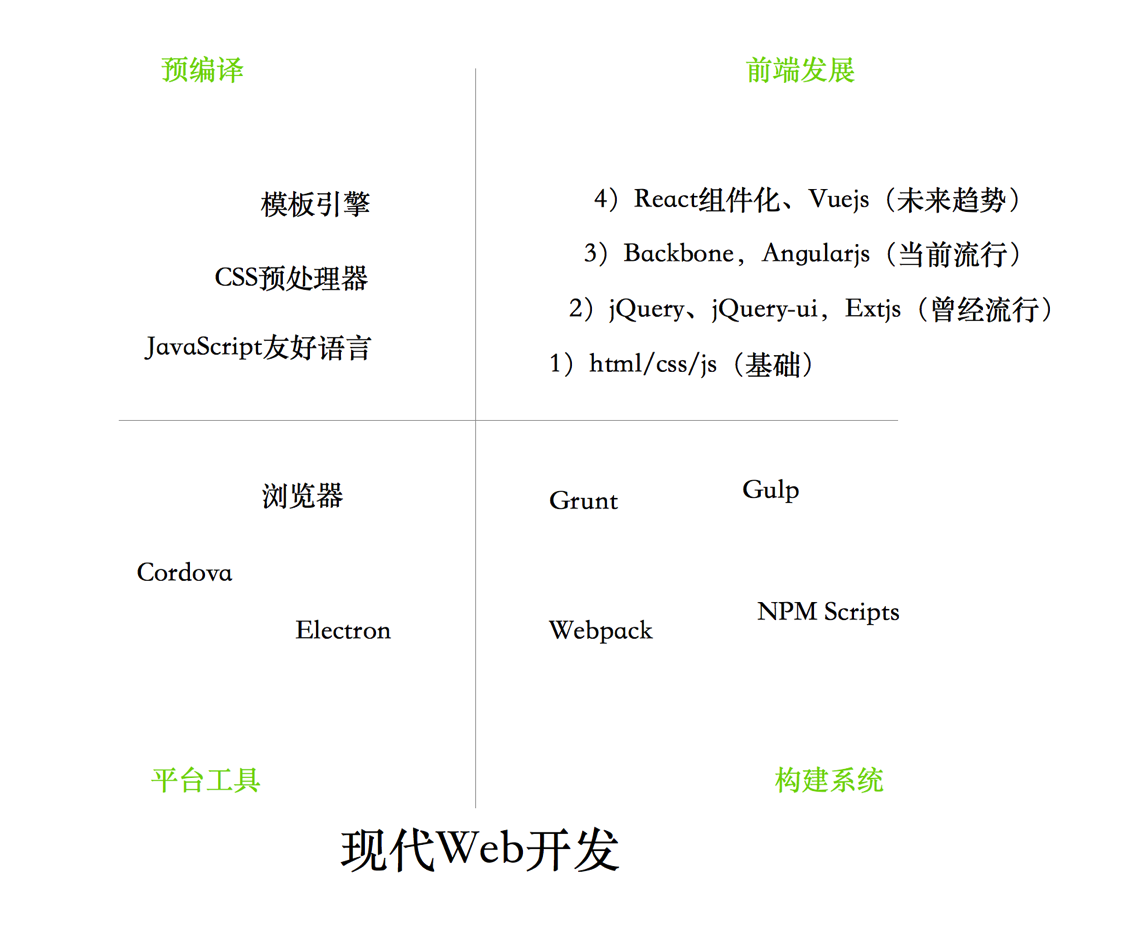 预编译
模板引擎
CSS预处理器
JavaScript友好语言
前端发展
4）React组件化、Vuejs（未来趋势）
3）Backbone，Angularjs（当前流行）
2）jQuery、jQuery-ui，Extjs（曾经流行）
1）html/css/js（基础）
浏览器
Cordova
Electron
平台工具
Grunt
Gulp
Webpack
NPM Scripts
构建系统
现代Web开发